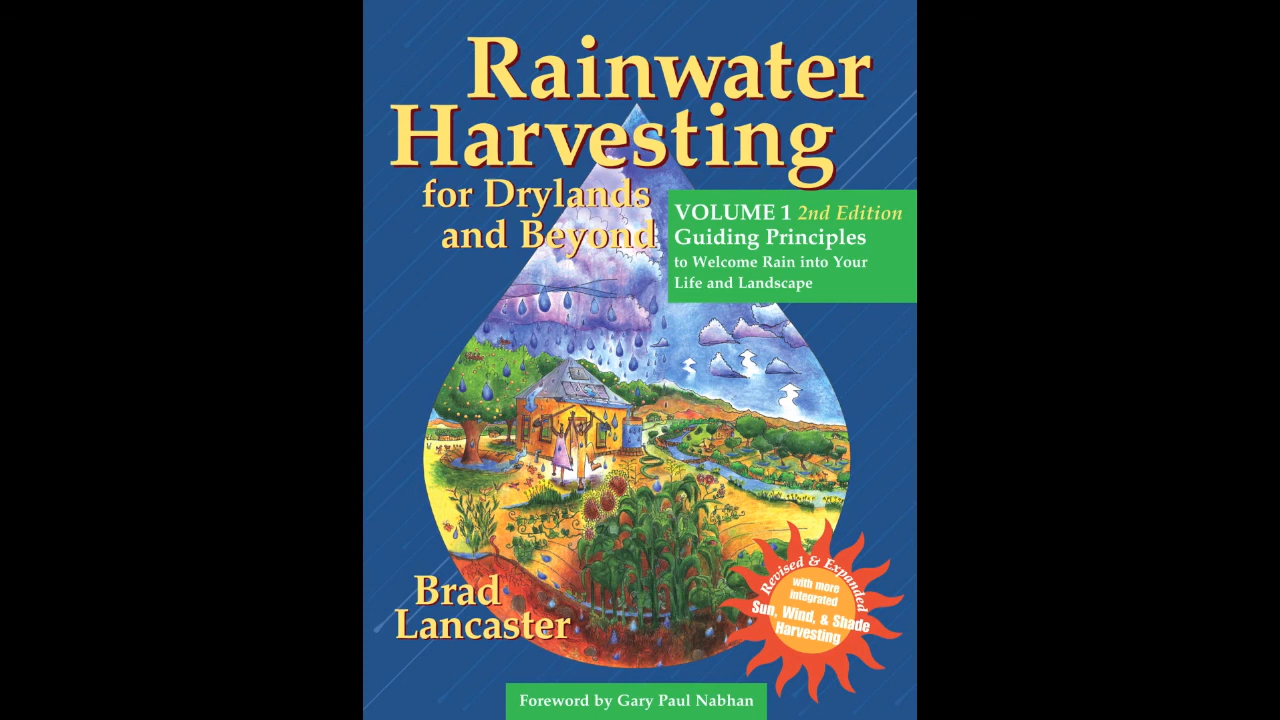 Rainwater
Harvesting
for Drylands
and Beyond
VOLUME 1 2nd Edition
Guiding Principles
to Welcome Rain into Your
Life and Landscape
Brad
Lancaster
Revised & Expanded
with more
integrated
Sun, Wind, & Shade
Harvesting
Foreword by Gary Paul Nabhan